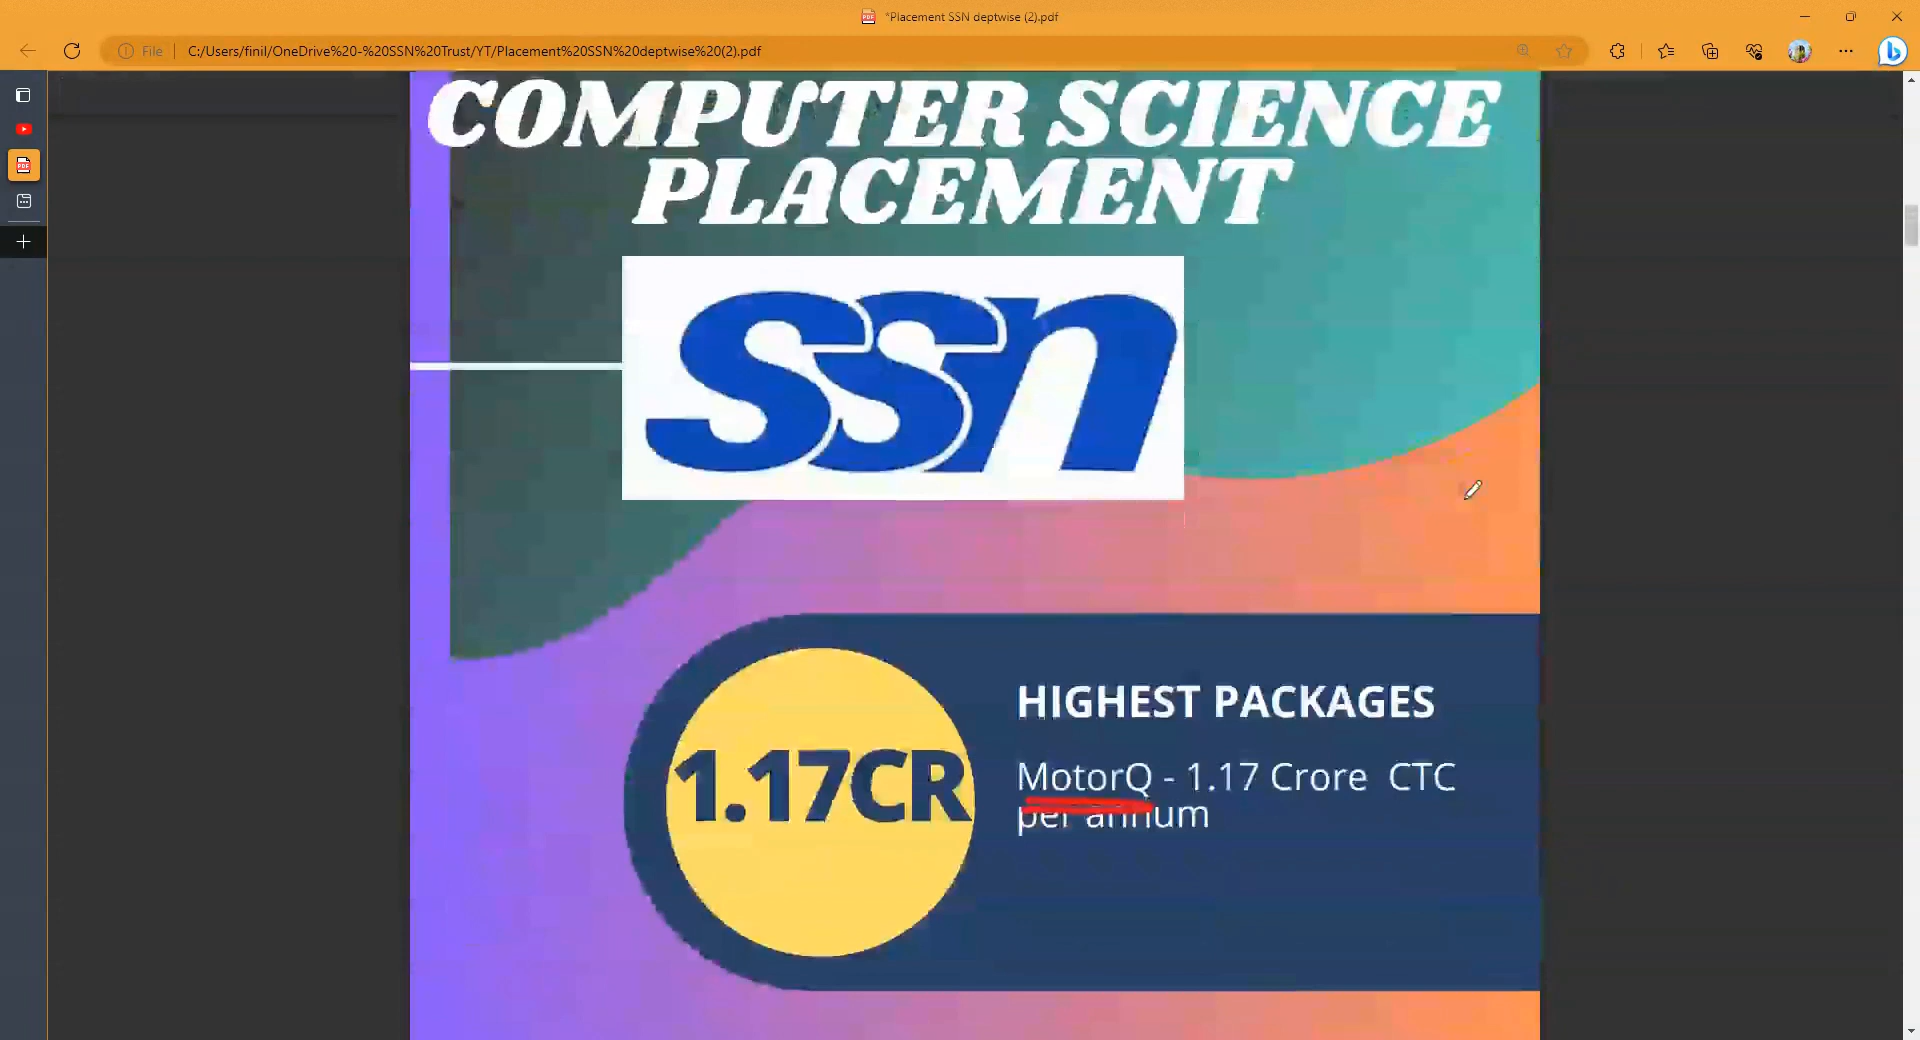 *Placement SSN deptwise (2).pdf
File
C:/Users/finil/OneDrive%20-%20SSN%20Trust/YT/Placement%20SSN%20deptwise%20(2).pdf
COMPUTER SCIENCE
PLACEMENT
ssn
1.17CR
HIGHEST PACKAGES
MotorQ - 1.17 Crore CTC
per annum